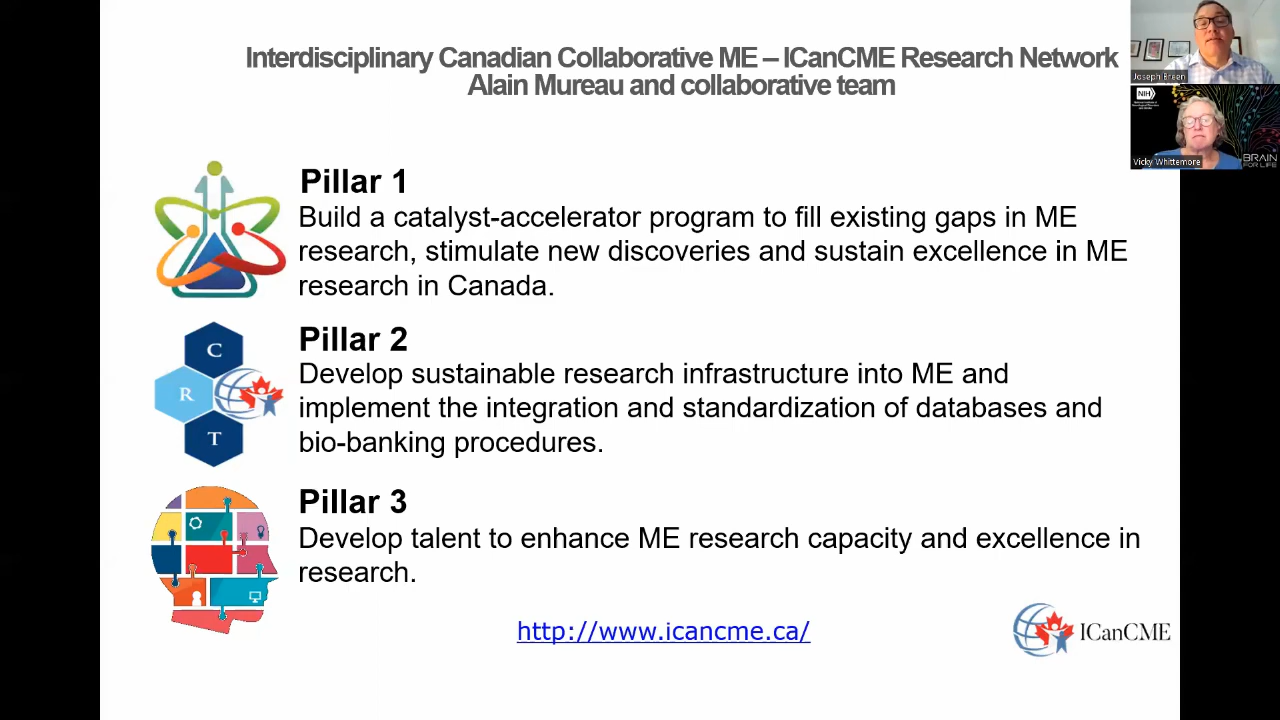 Interdisciplinary Canadian Collaborative ME – ICanCME Research Network
Alain Mureau and collaborative team
Joseph Breen
NIH
Vicky Whittemore
BRAIN
FOR LIFE
Pillar 1
Build a catalyst-accelerator program to fill existing gaps in ME
research, stimulate new discoveries and sustain excellence in ME
research in Canada.
C
R
T
Pillar 2
Develop sustainable research infrastructure into ME and
implement the integration and standardization of databases and
bio-banking procedures.
Pillar 3
Develop talent to enhance ME research capacity and excellence in
research.
http://www.icancme.ca/
ICanCME